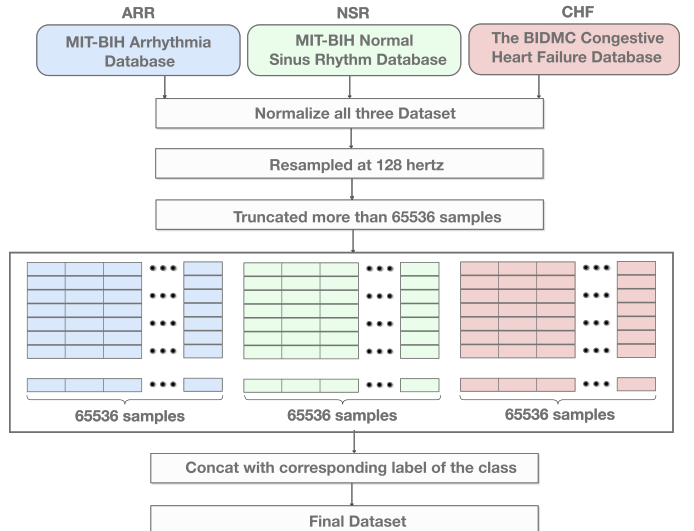 ARR
NSR
CHF
MIT-BIH Arrhythmia
Database
MIT-BIH Normal
Sinus Rhythm Database
The BIDMC Congestive
Heart Failure Database
Normalize all three Dataset
Resampled at 128 hertz
Truncated more than 65536 samples
65536 samples
65536 samples
65536 samples
Concat with corresponding label of the class
Final Dataset